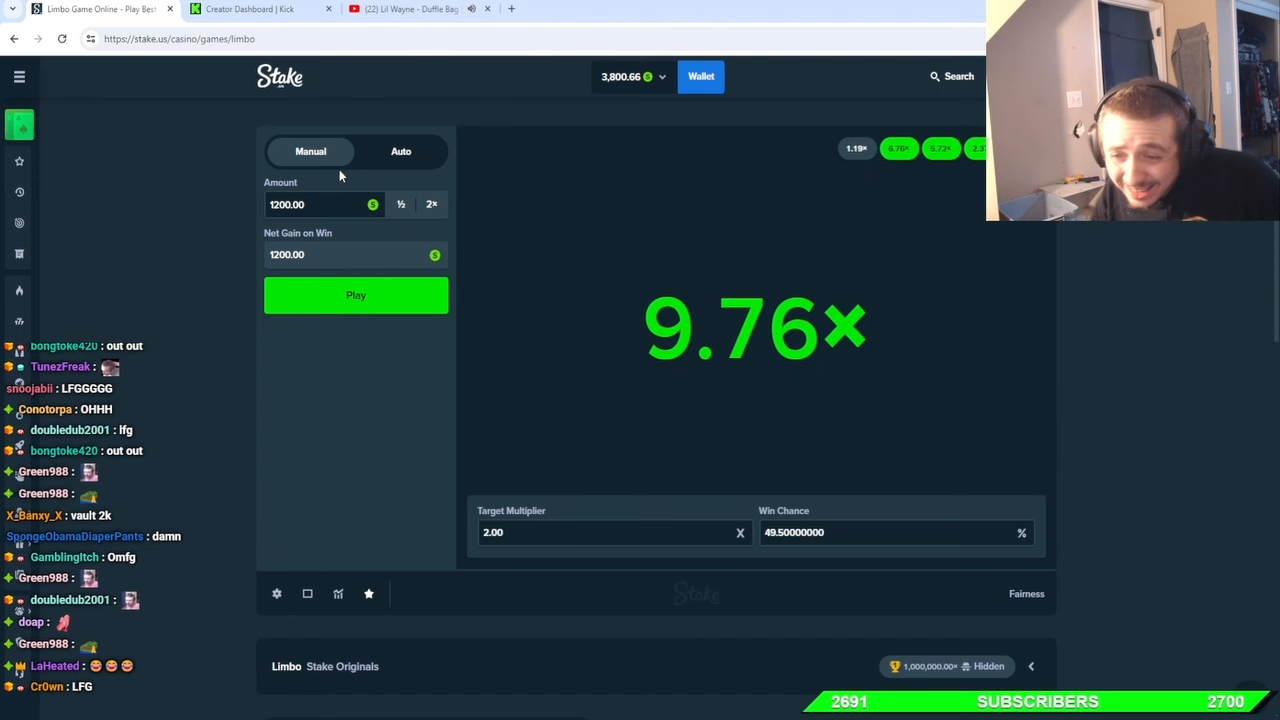 Limbo Game Online - Play Best
Creator Dashboard | Kick
(22) Lil Wayne - Duffle Bag
https://stake.us/casino/games/limbo
Stake
3,800.66
Wallet
Search
Manual
Auto
1.19×
6.76×
5.72×
Amount
1200.00
½
2×
Net Gain on Win
1200.00
Play
9.76×
bongtoke420 : out out
TunezFreak :
snoojabii : LFGGGGG
Conotorpa : OHHH
doubledub2001 : lfg
bongtoke420 : out out
Green988 :
Green988 :
X_Banxy_X : vault 2k
SpongeObamaDiaperPants : damn
GamblingItch : Omfg
Green988 :
doubledub2001 :
doap :
Green988 :
LaHeated :
Cr0wn : LFG
Target Multiplier
Win Chance
2.00
X
49.50000000
%
Stake
Fairness
Limbo Stake Originals
1,000,000.00× Hidden
2691 SUBSCRIBERS 2700